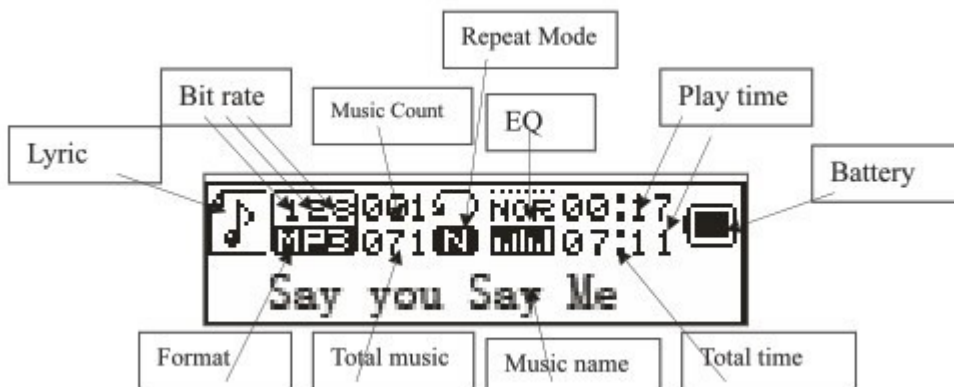 Repeat Mode
Bit rate
Music Count
EQ
Play time
Lyric
Battery
128 001 NOR 00:17
MP3 071 N 07:11
Say you Say Me
Format
Total music
Music name
Total time